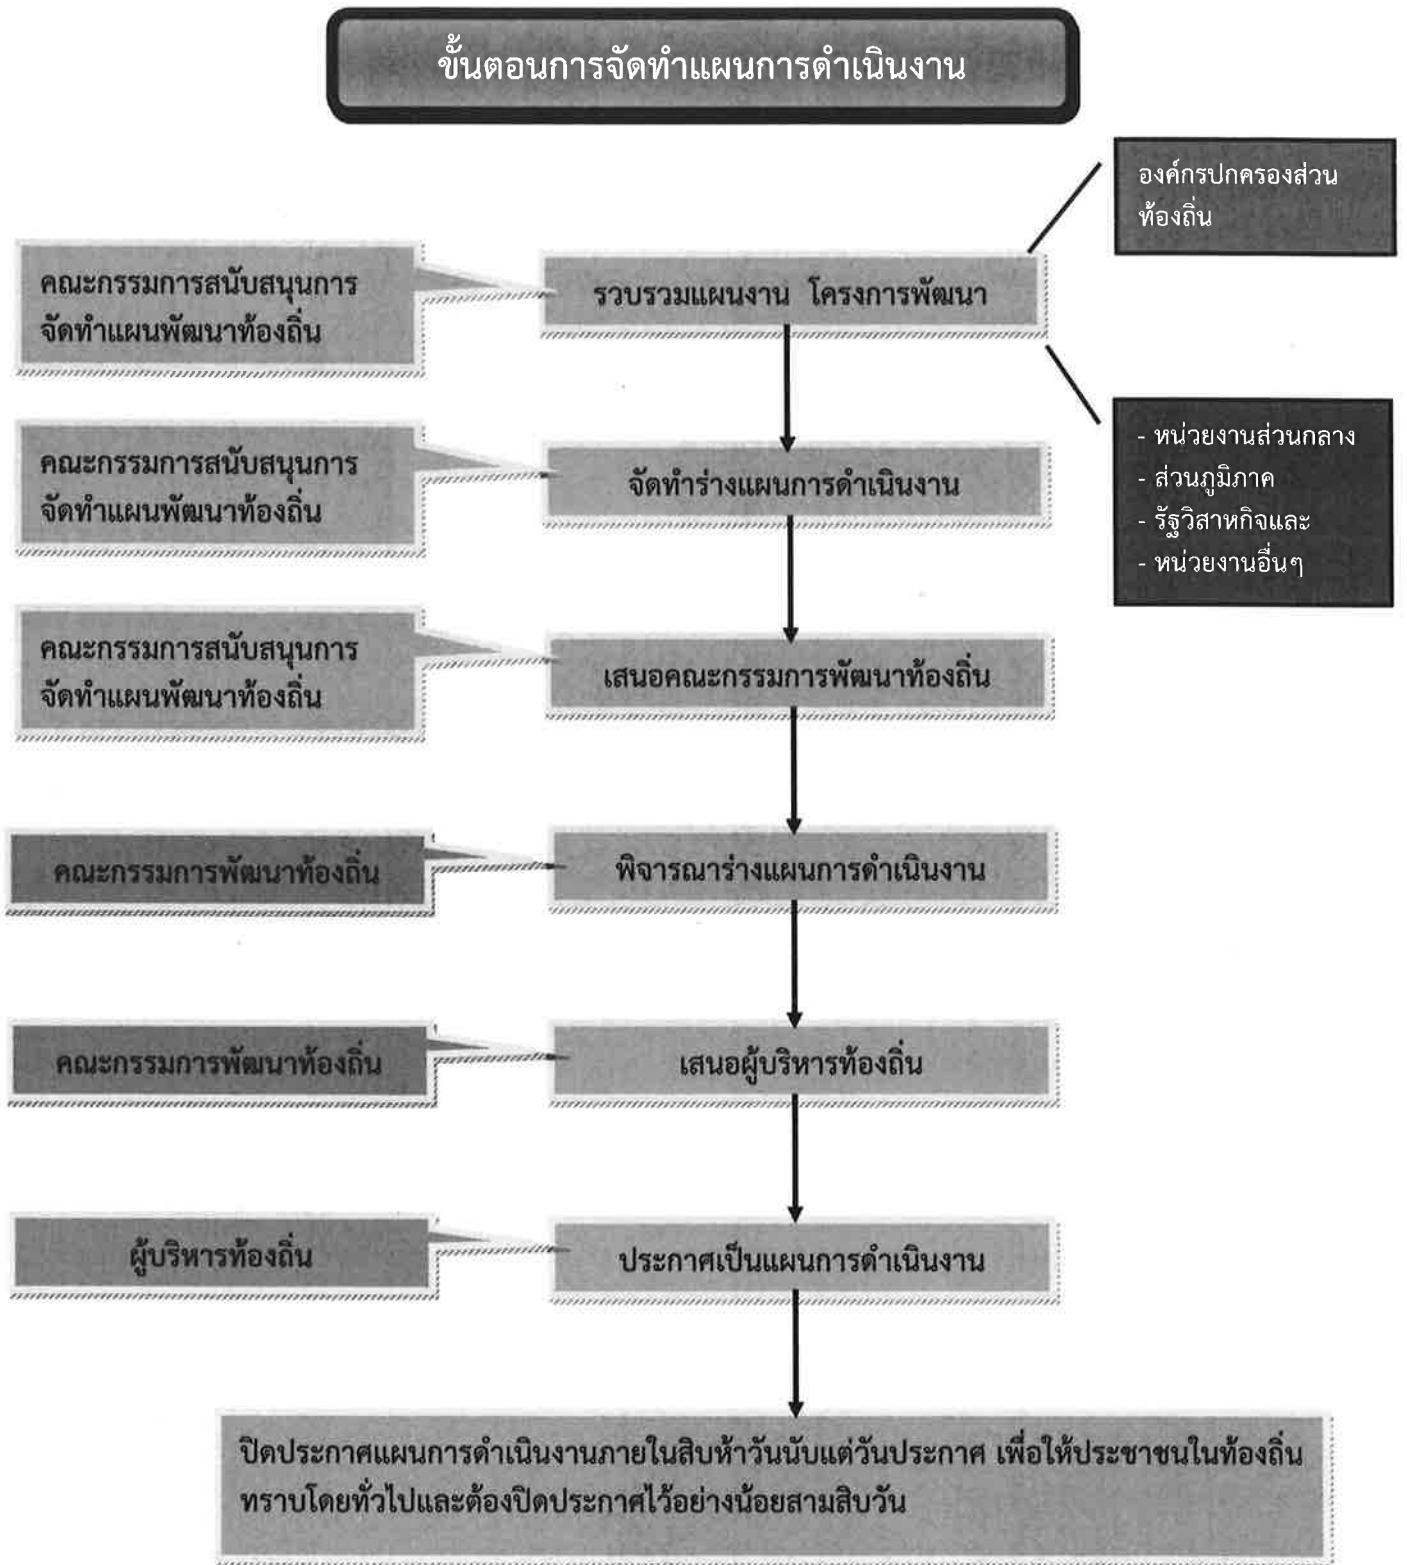 ขั้นตอนการจัดทำแผนการดำเนินงาน
องค์กรปกครองส่วน
ท้องถิ่น
คณะกรรมการสนับสนุนการ
จัดทำแผนพัฒนาท้องถิ่น
รวบรวมแผนงาน โครงการพัฒนา
- หน่วยงานส่วนกลาง
- ส่วนภูมิภาค
- รัฐวิสาหกิจและ
- หน่วยงานอื่นๆ
คณะกรรมการสนับสนุนการ
จัดทำแผนพัฒนาท้องถิ่น
จัดทำร่างแผนการดำเนินงาน
คณะกรรมการสนับสนุนการ
จัดทำแผนพัฒนาท้องถิ่น
เสนอคณะกรรมการพัฒนาท้องถิ่น
คณะกรรมการพัฒนาท้องถิ่น
พิจารณาร่างแผนการดำเนินงาน
คณะกรรมการพัฒนาท้องถิ่น
เสนอผู้บริหารท้องถิ่น
ผู้บริหารท้องถิ่น
ประกาศเป็นแผนการดำเนินงาน
ปิดประกาศแผนการดำเนินงานภายในสิบห้าวันนับแต่วันประกาศ เพื่อให้ประชาชนในท้องถิ่น
ทราบโดยทั่วไปและต้องปิดประกาศไว้อย่างน้อยสามสิบวัน